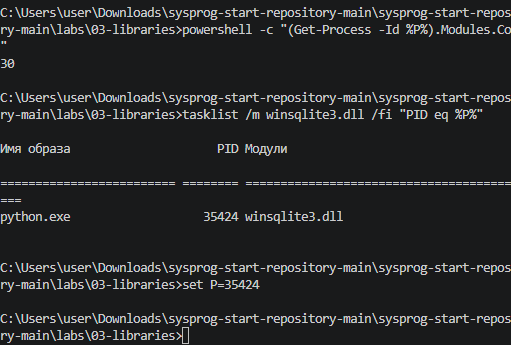 C:\Users\user\Downloads\sysprog-start-repository-main\sysprog-start-reposito
ry-main\labs\03-libraries>powershell -c "(Get-Process -Id %P%).Modules.Co
"
30
C:\Users\user\Downloads\sysprog-start-repository-main\sysprog-start-repos
ry-main\labs\03-libraries>tasklist /m winsqlite3.dll /fi "PID eq %P%"
Имя образа                     PID Модули
========================= ======== ======================================
===
python.exe                   35424 winsqlite3.dll
C:\Users\user\Downloads\sysprog-start-repository-main\sysprog-start-repos
ry-main\labs\03-libraries>set P=35424
C:\Users\user\Downloads\sysprog-start-repository-main\sysprog-start-repos
ry-main\labs\03-libraries>